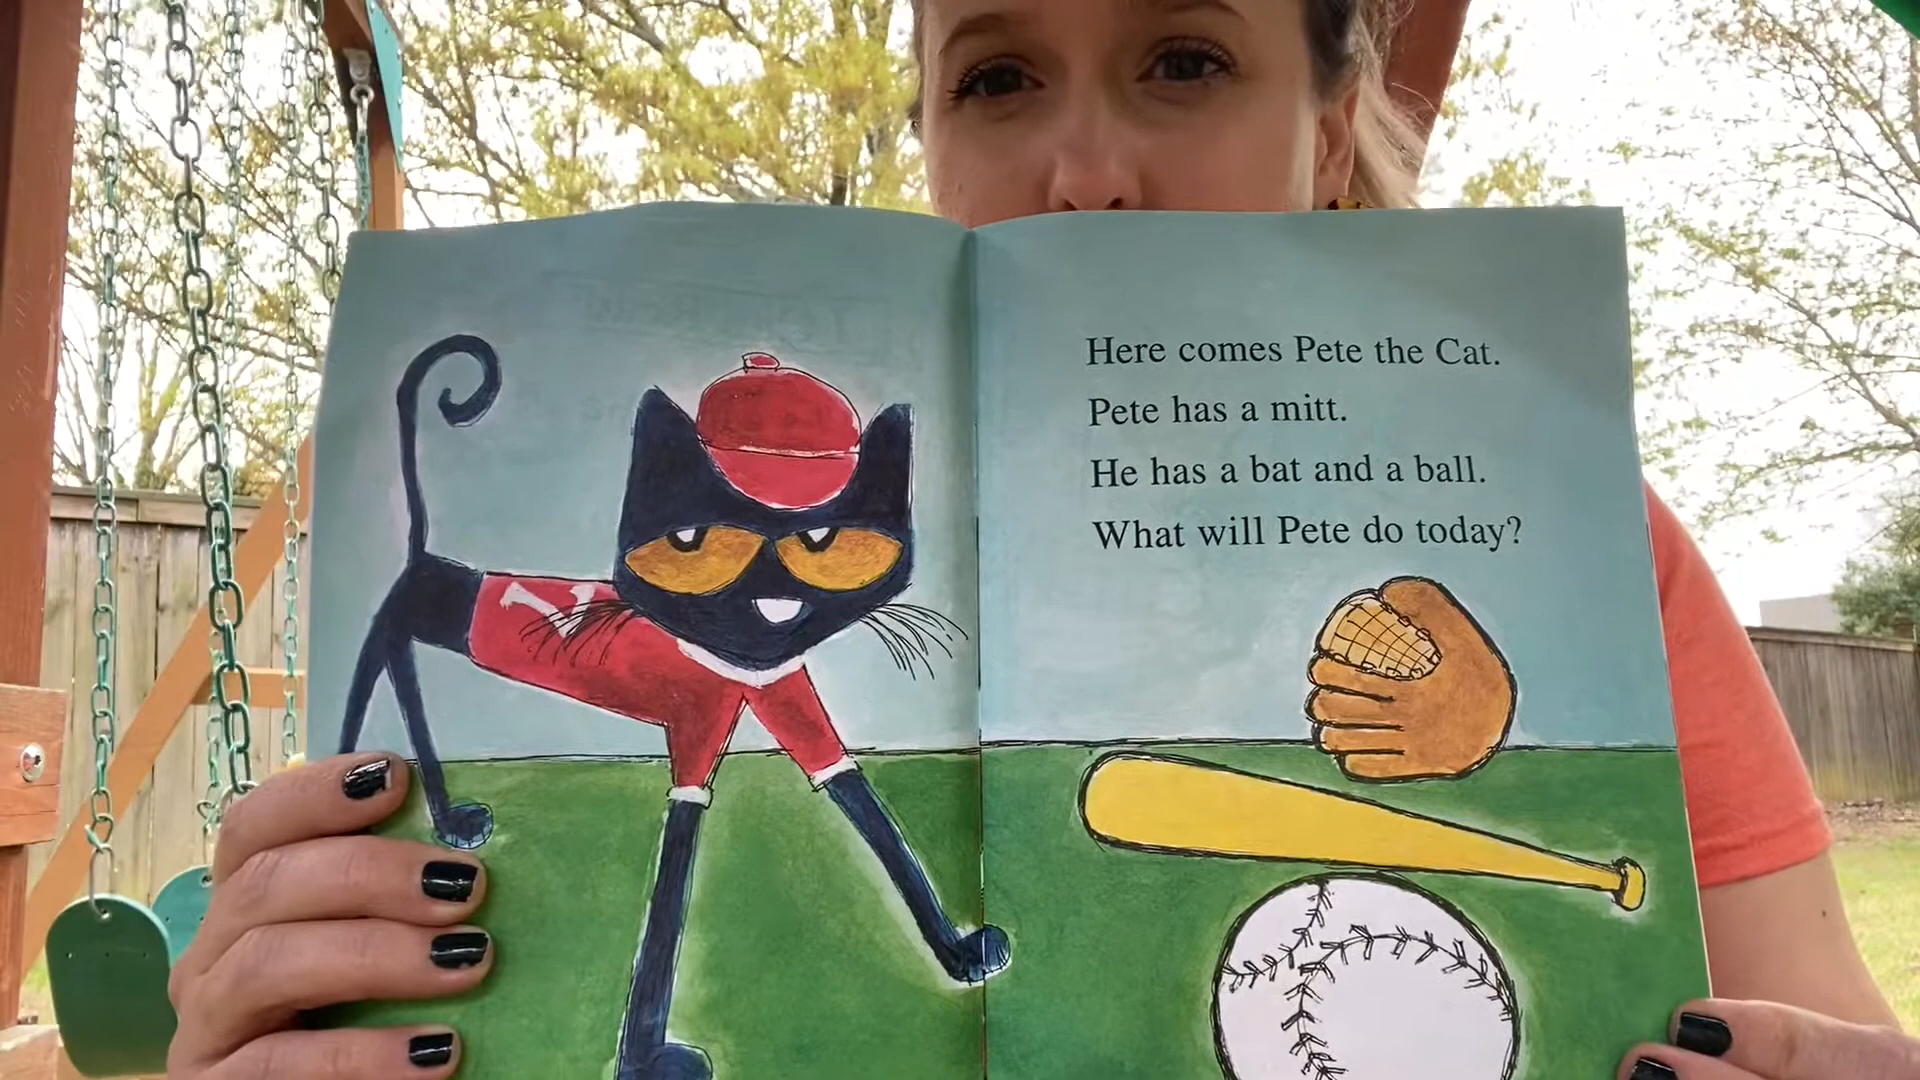 Here comes Pete the Cat.
Pete has a mitt.
He has a bat and a ball.
What will Pete do today?